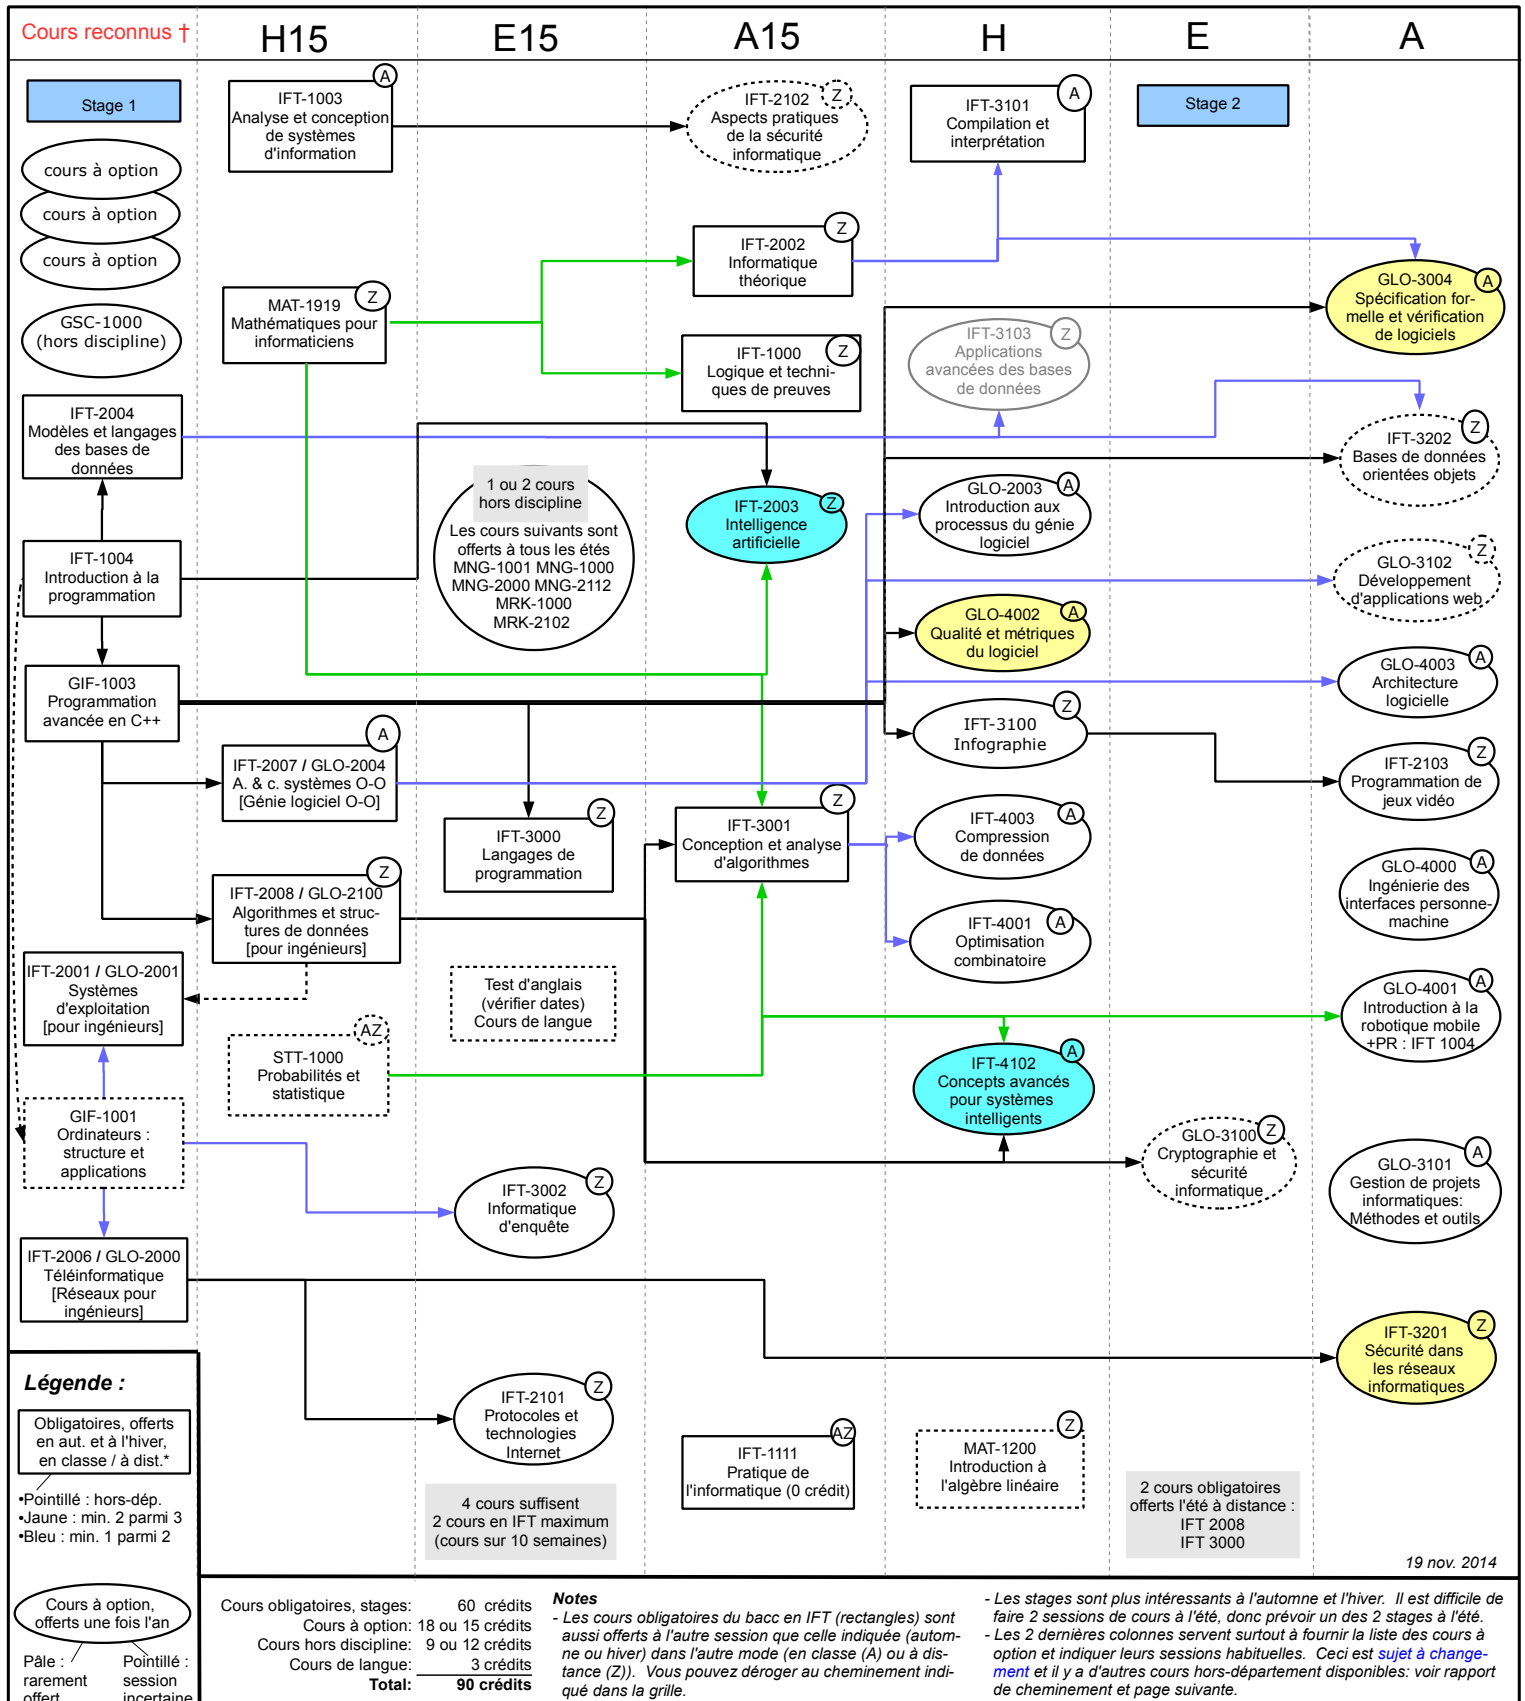 Cours reconnus †
H15
E15
A15
H
E
A
Stage 1
cours à option
cours à option
cours à option
GSC-1000
(hors discipline)
IFT-2004
Modèles et langages
des bases de
données
IFT-1004
Introduction à la
programmation
GIF-1003
Programmation
avancée en C++
IFT-2001 / GLO-2001
Systèmes
d'exploitation
[pour ingénieurs]
GIF-1001
Ordinateurs :
structure et
applications
IFT-2006 / GLO-2000
Téléinformatique
[Réseaux pour
ingénieurs]
A
IFT-1003
Analyse et conception
de systèmes
d'information
Z
MAT-1919
Mathématiques pour
informaticiens
A
IFT-2007 / GLO-2004
A. & c. systèmes O-O
[Génie logiciel O-O]
Z
IFT-2008 / GLO-2100
Algorithmes et struc-
tures de données
[pour ingénieurs]
AZ
STT-1000
Probabilités et
statistique
1 ou 2 cours
hors discipline
Les cours suivants sont
offerts à tous les étés
MNG-1001 MNG-1000
MNG-2000 MNG-2112
MRK-1000
MRK-2102
Z
IFT-3000
Langages de
programmation
Test d'anglais
(vérifier dates)
Cours de langue
Z
IFT-3002
Informatique
d'enquête
Z
IFT-2101
Protocoles et
technologies
Internet
4 cours suffisent
2 cours en IFT maximum
(cours sur 10 semaines)
Z
IFT-2102
Aspects pratiques
de la sécurité
informatique
Z
IFT-2002
Informatique
théorique
Z
IFT-1000
Logique et techni-
ques de preuves
Z
IFT-2003
Intelligence
artificielle
Z
IFT-3001
Conception et analyse
d'algorithmes
AZ
IFT-1111
Pratique de
l'informatique (0 crédit)
A
IFT-3101
Compilation et
interprétation
Z
IFT-3103
Applications
avancées des bases
de données
A
GLO-2003
Introduction aux
processus du génie
logiciel
A
GLO-4002
Qualité et métriques
du logiciel
Z
IFT-3100
Infographie
A
IFT-4003
Compression
de données
A
IFT-4001
Optimisation
combinatoire
A
IFT-4102
Concepts avancés
pour systèmes
intelligents
Z
MAT-1200
Introduction à
l'algèbre linéaire
Stage 2
Z
GLO-3100
Cryptographie et
sécurité
informatique
2 cours obligatoires
offerts l'été à distance :
IFT 2008
IFT 3000
A
GLO-3004
Spécification for-
melle et vérification
de logiciels
Z
IFT-3202
Bases de données
orientées objets
Z
GLO-3102
Développement
d'applications web
A
GLO-4003
Architecture
logicielle
Z
IFT-2103
Programmation de
jeux vidéo
A
GLO-4000
Ingénierie des
interfaces personne-
machine
A
GLO-4001
Introduction à la
robotique mobile
+PR : IFT 1004
A
GLO-3101
Gestion de projets
informatiques:
Méthodes et outils
Z
IFT-3201
Sécurité dans
les réseaux
informatiques
19 nov. 2014
Légende :
Obligatoires, offerts
en aut. et à l'hiver,
en classe / à dist.*
•Pointillé : hors-dép.
•Jaune : min. 2 parmi 3
•Bleu : min. 1 parmi 2
Cours à option,
offerts une fois l'an
Pâle :
rarement
offert
Pointillé :
session
incertaine
Cours obligatoires, stages: 60 crédits
Cours à option: 18 ou 15 crédits
Cours hors discipline: 9 ou 12 crédits
Cours de langue: 3 crédits
Total: 90 crédits
Notes
- Les cours obligatoires du bacc en IFT (rectangles) sont
aussi offerts à l'autre session que celle indiquée (autom-
ne ou hiver) dans l'autre mode (en classe (A) ou à dis-
tance (Z)). Vous pouvez déroger au cheminement indi-
qué dans la grille.
- Les stages sont plus intéressants à l'automne et l'hiver. Il est difficile de
faire 2 sessions de cours à l'été, donc prévoir un des 2 stages à l'été.
- Les 2 dernières colonnes servent surtout à fournir la liste des cours à
option et indiquer leurs sessions habituelles. Ceci est sujet à change-
ment et il y a d'autres cours hors-département disponibles: voir rapport
de cheminement et page suivante.